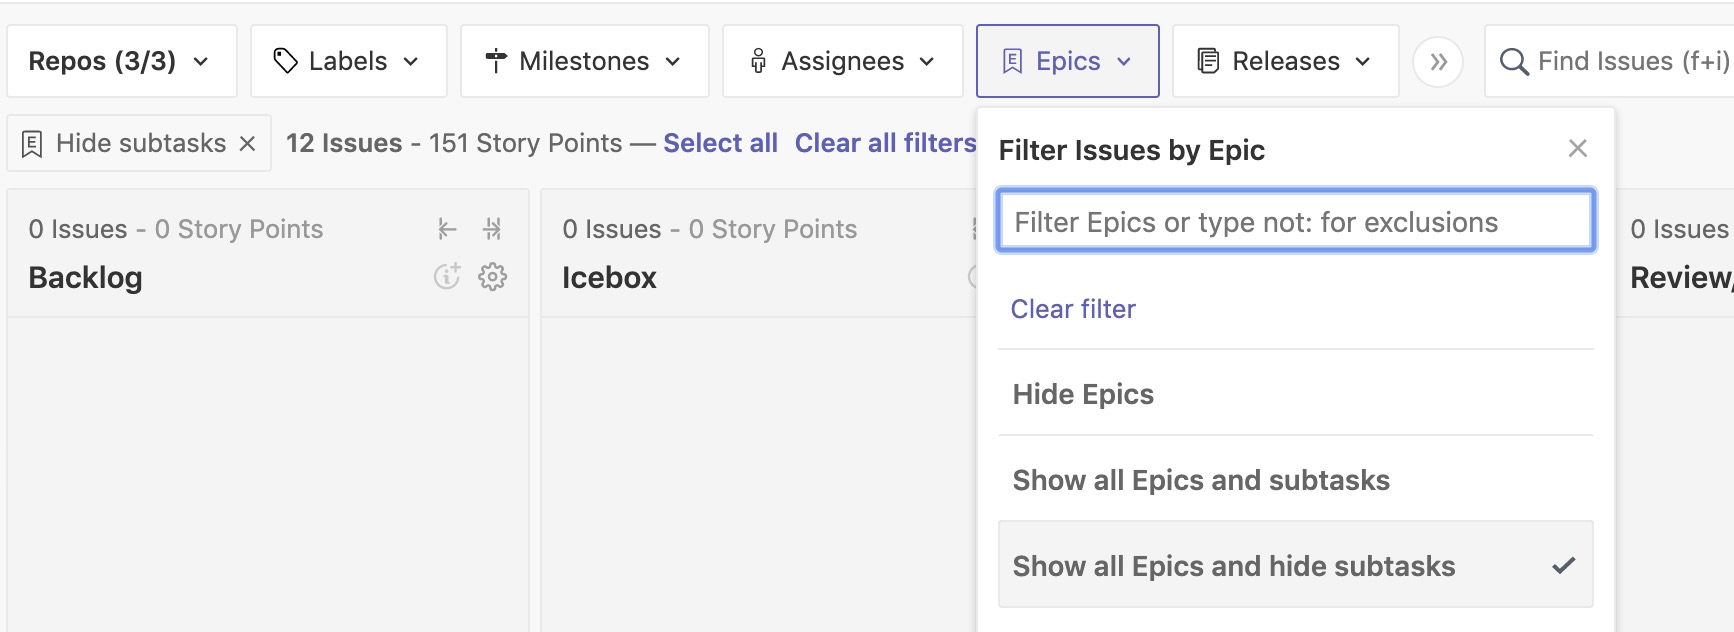 Repos (3/3)
Labels
Milestones
Assignees
Epics
Releases
Find Issues (f+i)
Hide subtasks
12 Issues - 151 Story Points — Select all Clear all filters
Filter Issues by Epic
Filter Epics or type not: for exclusions
Clear filter
Hide Epics
Show all Epics and subtasks
Show all Epics and hide subtasks
0 Issues - 0 Story Points
Backlog
0 Issues - 0 Story Points
Icebox
0 Issues
Review/